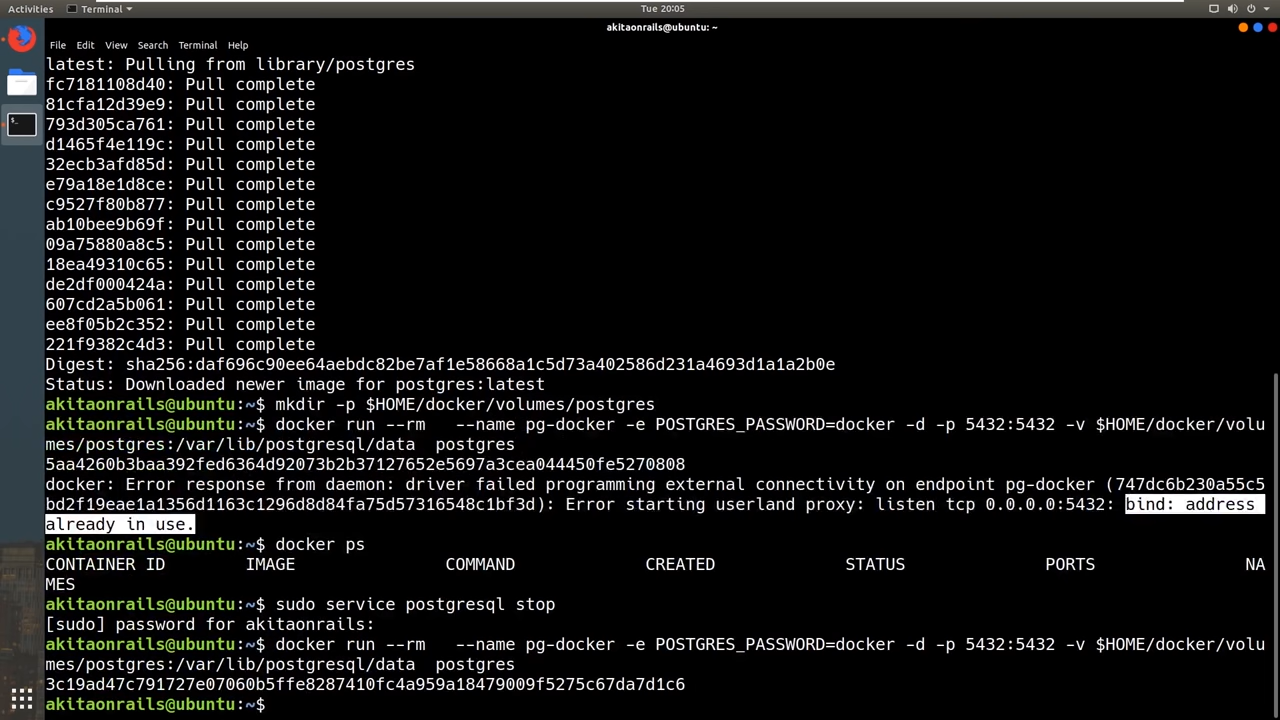 Activities
Terminal
Tue 20:05
akitaonrails@ubuntu: ~
File Edit View Search Terminal Help
latest: Pulling from library/postgres
fc7181108d40: Pull complete
81cfa12d39e9: Pull complete
793d305ca761: Pull complete
d1465f4e119c: Pull complete
32ecb3afd85d: Pull complete
e79a18e1d8ce: Pull complete
c9527f80b877: Pull complete
ab10bee9b69f: Pull complete
09a75880a8c5: Pull complete
18ea49310c65: Pull complete
de2df000424a: Pull complete
607cd2a5b061: Pull complete
ee8f05b2c352: Pull complete
221f9382c4d3: Pull complete
Digest: sha256:daf696c90ee64aebdc82be7af1e58668a1c5d73a402586d231a4693d1a1a2b0e
Status: Downloaded newer image for postgres:latest
akitaonrails@ubuntu:~$ mkdir -p $HOME/docker/volumes/postgres
akitaonrails@ubuntu:~$ docker run --rm   --name pg-docker -e POSTGRES_PASSWORD=docker -d -p 5432:5432 -v $HOME/docker/volu
mes/postgres:/var/lib/postgresql/data  postgres
5aa4260b3baa392fed6364d92073b2b37127652e5697a3cea044450fe5270808
docker: Error response from daemon: driver failed programming external connectivity on endpoint pg-docker (747dc6b230a55c5
bd2f19eae1a1356d1163c1296d8d84fa75d57316548c1bf3d): Error starting userland proxy: listen tcp 0.0.0.0:5432: bind: address
already in use.
akitaonrails@ubuntu:~$ docker ps
CONTAINER ID        IMAGE               COMMAND             CREATED             STATUS              PORTS               NA
MES
akitaonrails@ubuntu:~$ sudo service postgresql stop
[sudo] password for akitaonrails:
akitaonrails@ubuntu:~$ docker run --rm   --name pg-docker -e POSTGRES_PASSWORD=docker -d -p 5432:5432 -v $HOME/docker/volu
mes/postgres:/var/lib/postgresql/data  postgres
3c19ad47c791727e07060b5ffe8287410fc4a959a18479009f5275c67da7d1c6
akitaonrails@ubuntu:~$